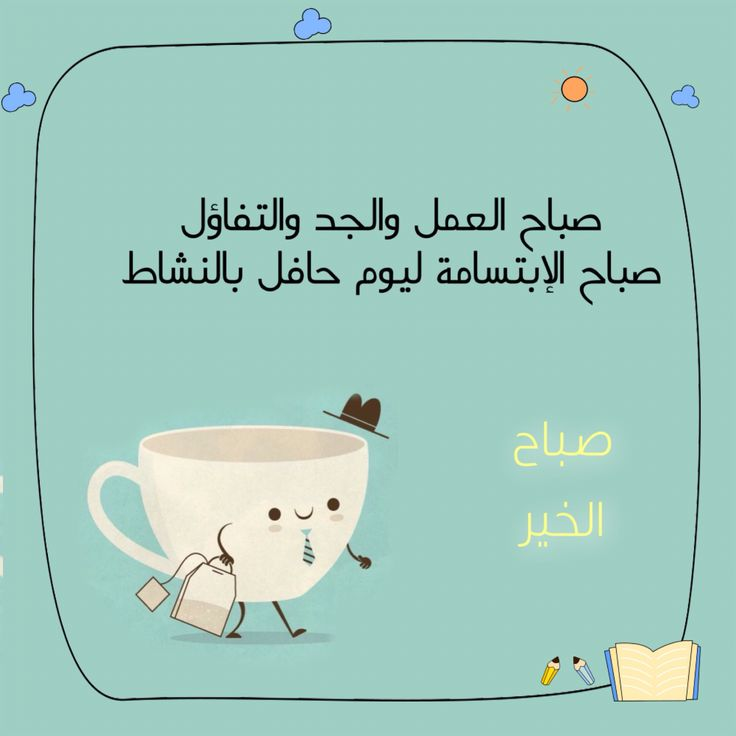 صباح العمل والجد والتفاؤل
صباح الإبتسامة ليوم حافل بالنشاط
صباح
الخير